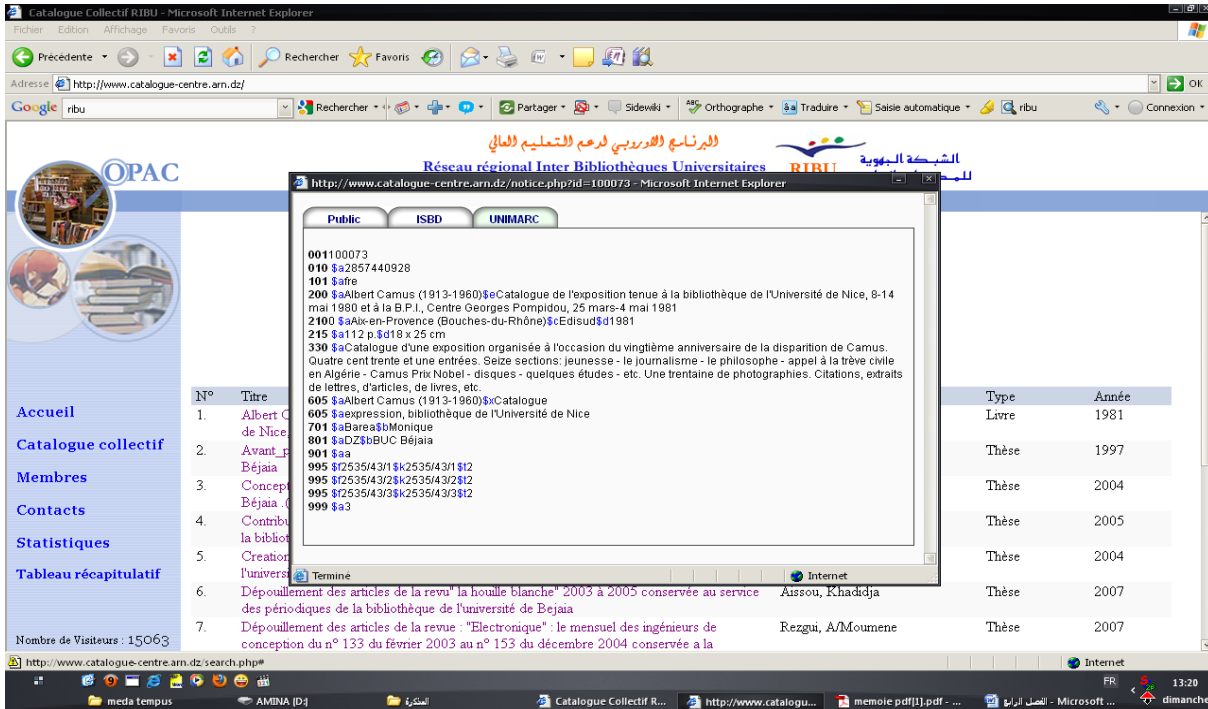 Catalogue Collectif RIBU - Microsoft Internet Explorer
Fichier Edition Affichage Favoris Outils ?
Précédente Rechercher Favoris
Adresse http://www.catalogue-centre.arn.dz/ OK
Google ribu Rechercher Partager Sidewiki Orthographe Traduire Saisie automatique ribu Connexion
البرنامج الأوروبي لدعم التعليم العالي
OPAC
Réseau régional Inter Bibliothèques Universitaires
RIBU
الشبكة الجهوية
http://www.catalogue-centre.arn.dz/notice.php?id=100073 - Microsoft Internet Explorer
Public ISBD UNIMARC
001100073
010 $a2857440928
101 $afre
200 $aAlbert Camus (1913-1960)$eCatalogue de l'exposition tenue à la bibliothèque de l'Université de Nice, 8-14
mai 1980 et à la B.P.I., Centre Georges Pompidou, 25 mars-4 mai 1981
2100 $aAix-en-Provence (Bouches-du-Rhône)$cEdisud$d1981
215 $a112 p.$d18 x 25 cm
330 $aCatalogue d'une exposition organisée à l'occasion du vingtième anniversaire de la disparition de Camus.
Quatre cent trente et une entrées. Seize sections: jeunesse - le journalisme - le philosophe - appel à la trève civile
en Algérie - Camus Prix Nobel - disques - quelques études - etc. Une trentaine de photographies. Citations, extraits
de lettres, d'articles, de livres, etc.
605 $aAlbert Camus (1913-1960)$xCatalogue
605 $aexpression, bibliothèque de l'Université de Nice
701 $aBarea$bMonique
801 $aDZ$bBUC Béjaia
901 $aa
995 $f2535/43/1$k2535/43/1$t2
995 $f2535/43/2$k2535/43/2$t2
995 $f2535/43/3$k2535/43/3$t2
999 $a3
Terminé Internet
Accueil
Catalogue collectif
Membres
Contacts
Statistiques
Tableau récapitulatif
Nombre de Visiteurs : 15063
N° Titre Type Année
1. Albert Livre 1981
de Nice,
2. Avant_p Thèse 1997
Béjaia
3. Concept Thèse 2004
Béjaia .(
4. Contribu Thèse 2005
la bibliot
5. Creation Thèse 2004
l'universi
6. Dépouillement des articles de la revu" la houille blanche" 2003 à 2005 conservée au service Aissou, Khadidja Thèse 2007
des périodiques de la bibliothèque de l'université de Bejaia
7. Dépouillement des articles de la revue : "Electronique" : le mensuel des ingénieurs de Rezgui, A/Moumene Thèse 2007
conception du n° 133 du février 2003 au n° 153 du décembre 2004 conservée a la
http://www.catalogue-centre.arn.dz/search.php# Internet
FR 13:20
meda tempus AMINA (D:) المذكرة Catalogue Collectif R... http://www.catalogu... memoie pdf[1].pdf - ... الفصل الرابع - Microsoft ... dimanche